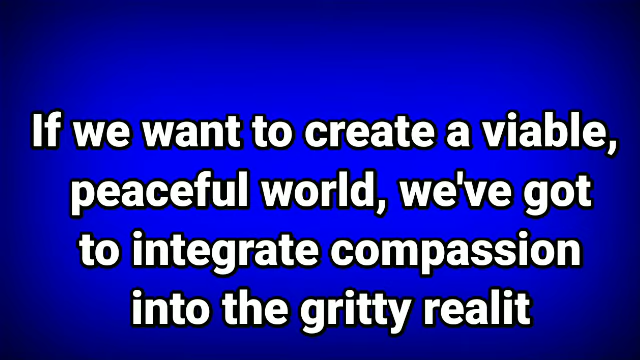 If we want to create a viable,
peaceful world, we've got
to integrate compassion
into the gritty realit